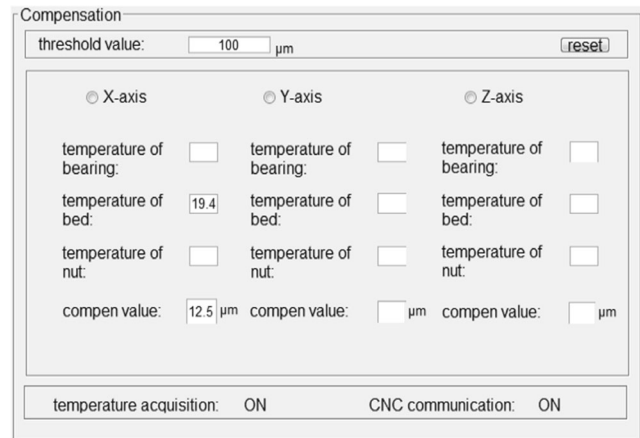 Compensation
threshold value: 100 μm reset
X-axis Y-axis Z-axis
temperature of bearing: temperature of bearing: temperature of bearing:
temperature of bed: 19.4 temperature of bed: temperature of bed:
temperature of nut: temperature of nut: temperature of nut:
compen value: 12.5 μm compen value: μm compen value: μm
temperature acquisition: ON CNC communication: ON